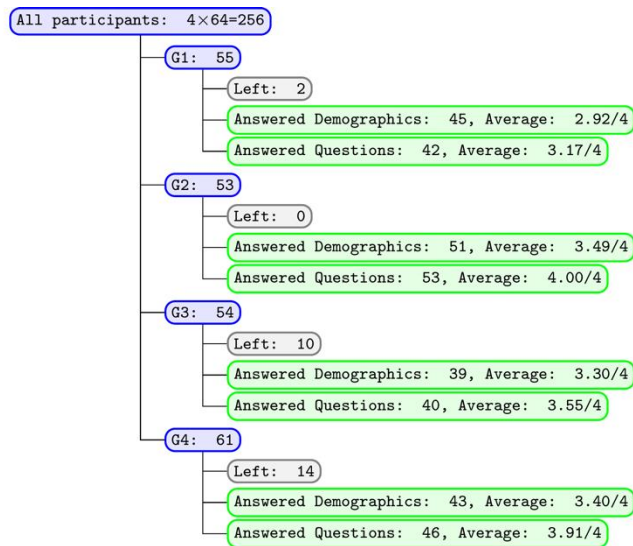 All participants: 4×64=256
G1: 55
Left: 2
Answered Demographics: 45, Average: 2.92/4
Answered Questions: 42, Average: 3.17/4
G2: 53
Left: 0
Answered Demographics: 51, Average: 3.49/4
Answered Questions: 53, Average: 4.00/4
G3: 54
Left: 10
Answered Demographics: 39, Average: 3.30/4
Answered Questions: 40, Average: 3.55/4
G4: 61
Left: 14
Answered Demographics: 43, Average: 3.40/4
Answered Questions: 46, Average: 3.91/4